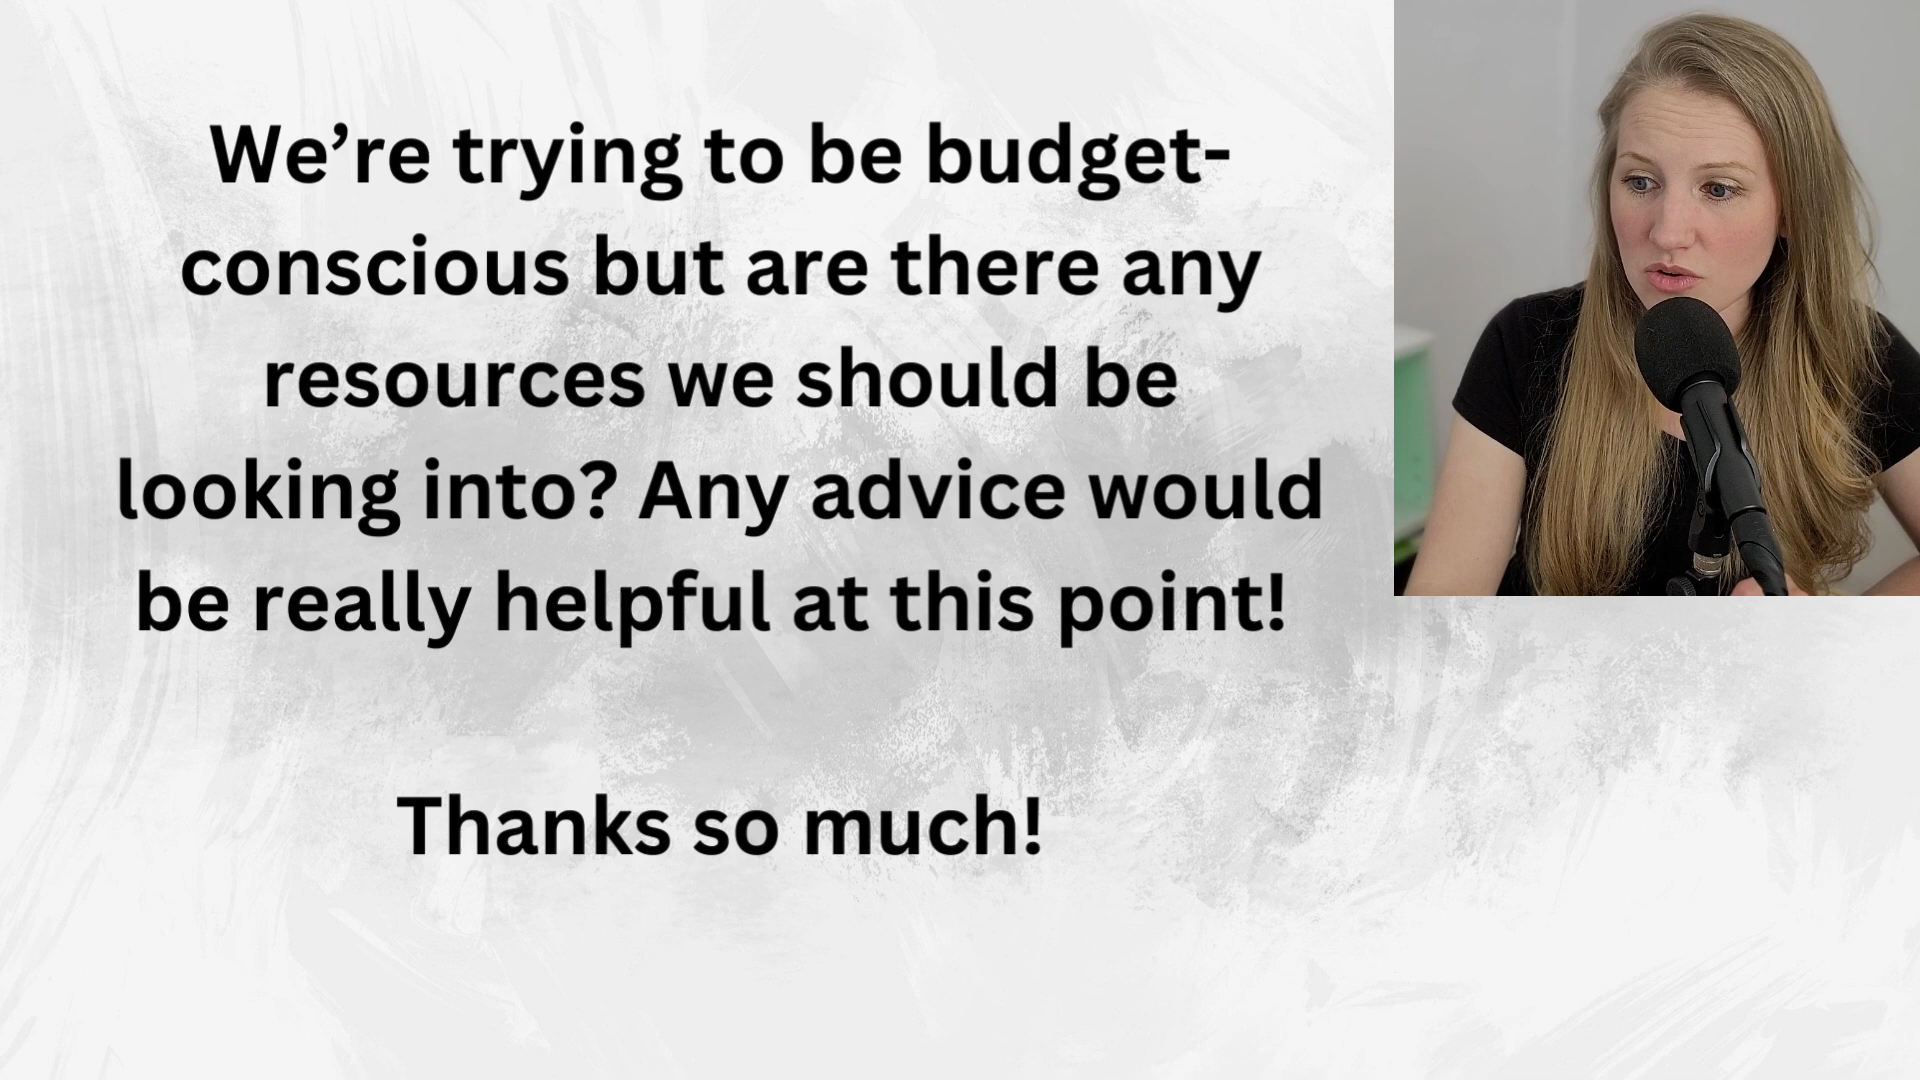 We’re trying to be budget-
conscious but are there any
resources we should be
looking into? Any advice would
be really helpful at this point!
Thanks so much!